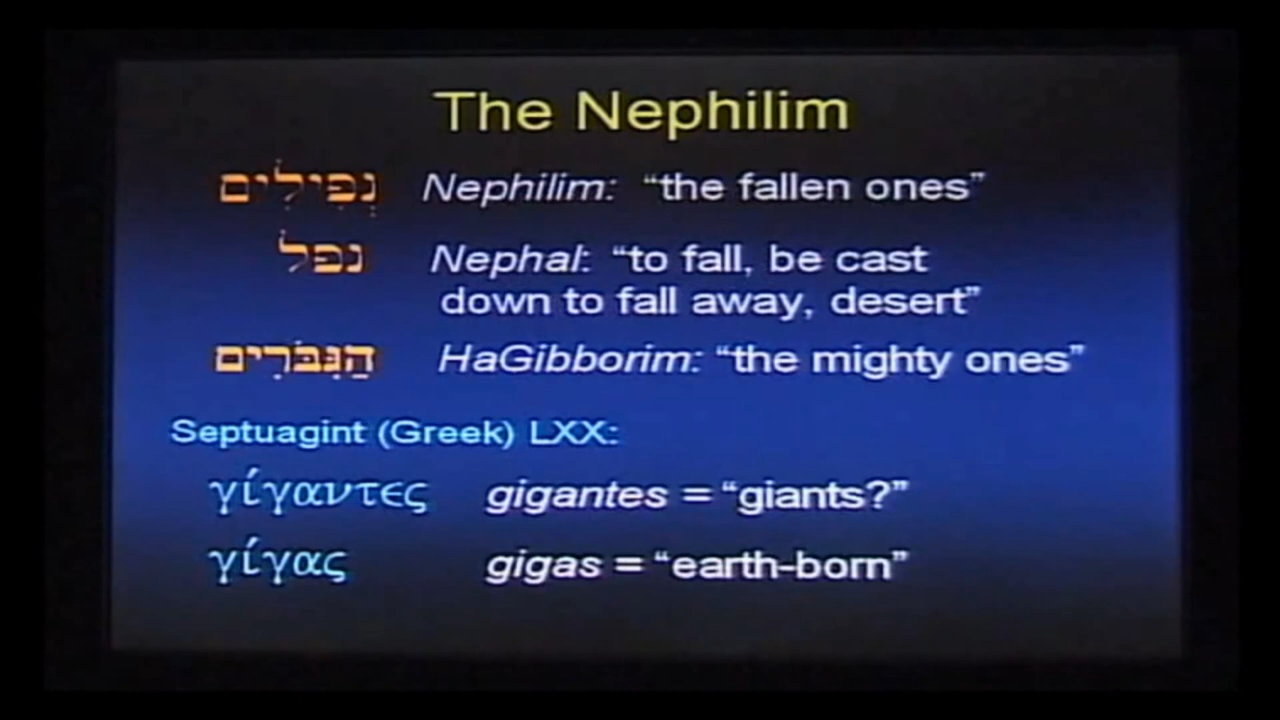 The Nephilim
נְפִילִים Nephilim: “the fallen ones”
נפל Nephal: “to fall, be cast
down to fall away, desert”
הַגִּבֹּרִים HaGibborim: “the mighty ones”
Septuagint (Greek) LXX:
γίγαντες gigantes = “giants?”
γίγας gigas = “earth-born”